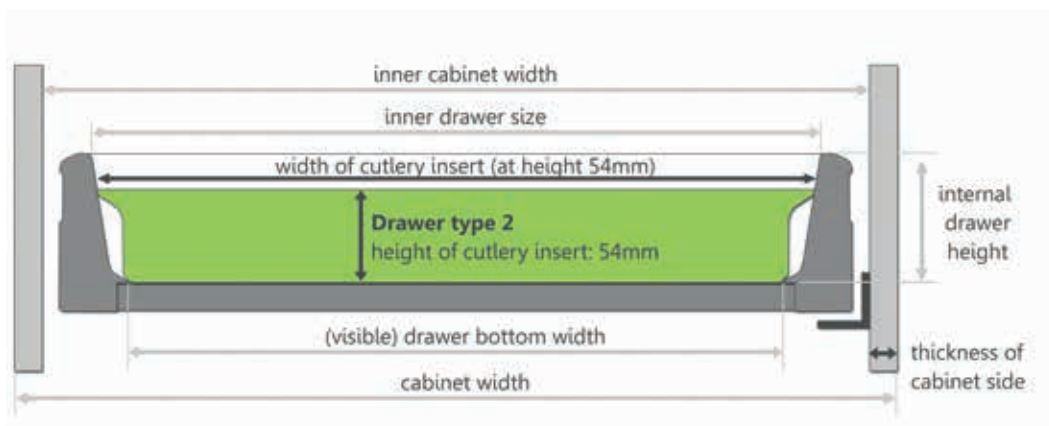 inner cabinet width
inner drawer size
width of cutlery insert (at height 54mm)
Drawer type 2
height of cutlery insert: 54mm
internal
drawer
height
(visible) drawer bottom width
thickness of
cabinet side
cabinet width